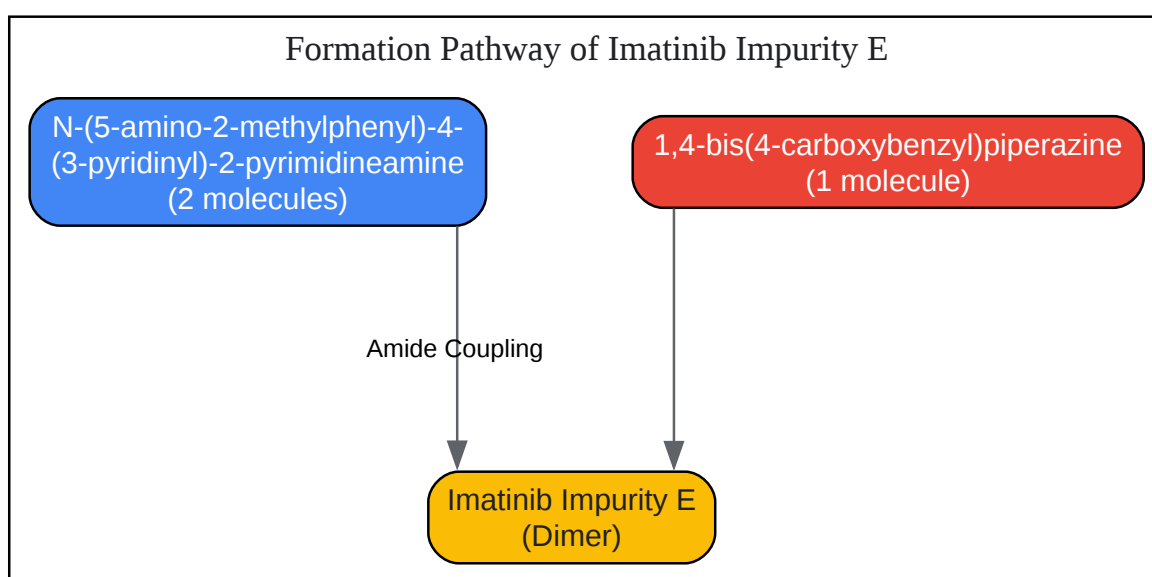 Formation Pathway of Imatinib Impurity E
N-(5-amino-2-methylphenyl)-4-
(3-pyridinyl)-2-pyrimidineamine
(2 molecules)
1,4-bis(4-carboxybenzyl)piperazine
(1 molecule)
Amide Coupling
Imatinib Impurity E
(Dimer)